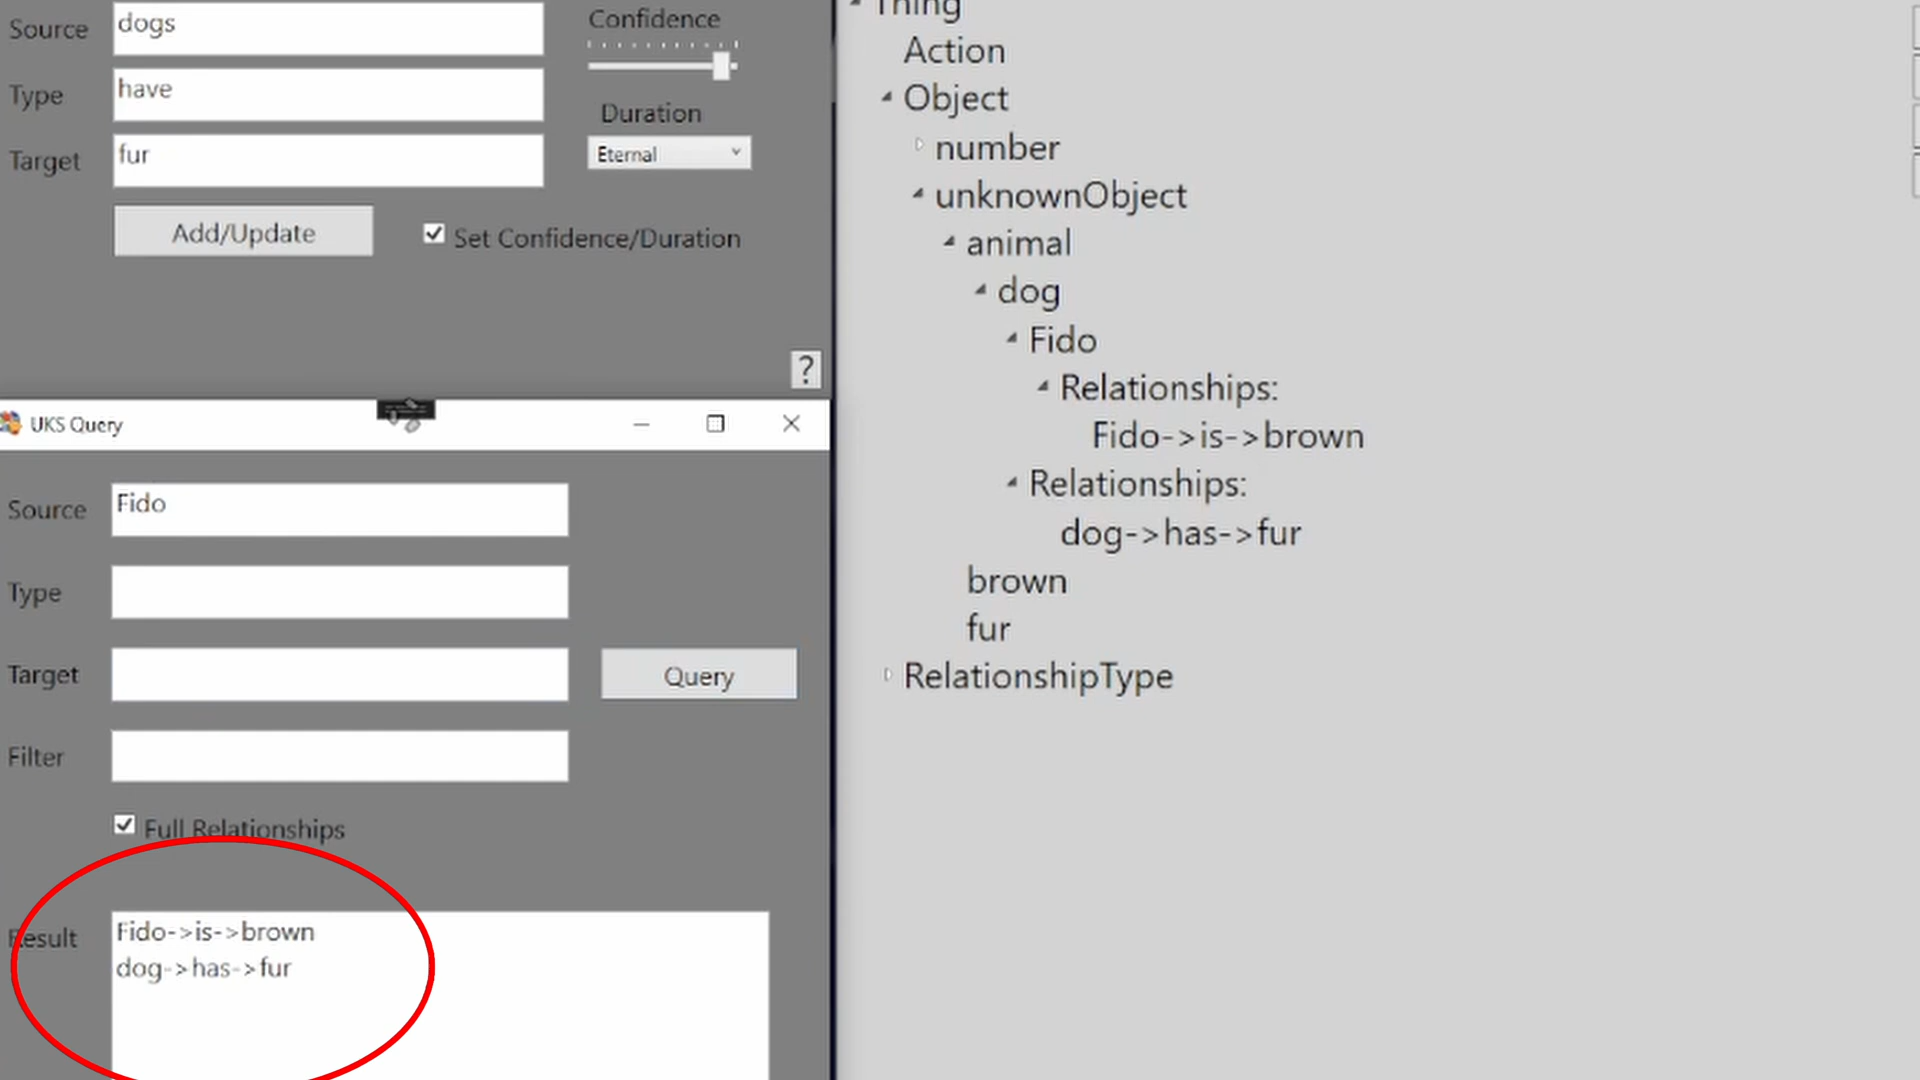 Source dogs
Type have
Target fur
Confidence
Duration
Eternal
Add/Update
Set Confidence/Duration
?
UKS Query
Source Fido
Type
Target
Query
Filter
Full Relationships
Result
Fido->is->brown
dog->has->fur
Thing
Action
Object
number
unknownObject
animal
dog
Fido
Relationships:
Fido->is->brown
Relationships:
dog->has->fur
brown
fur
RelationshipType